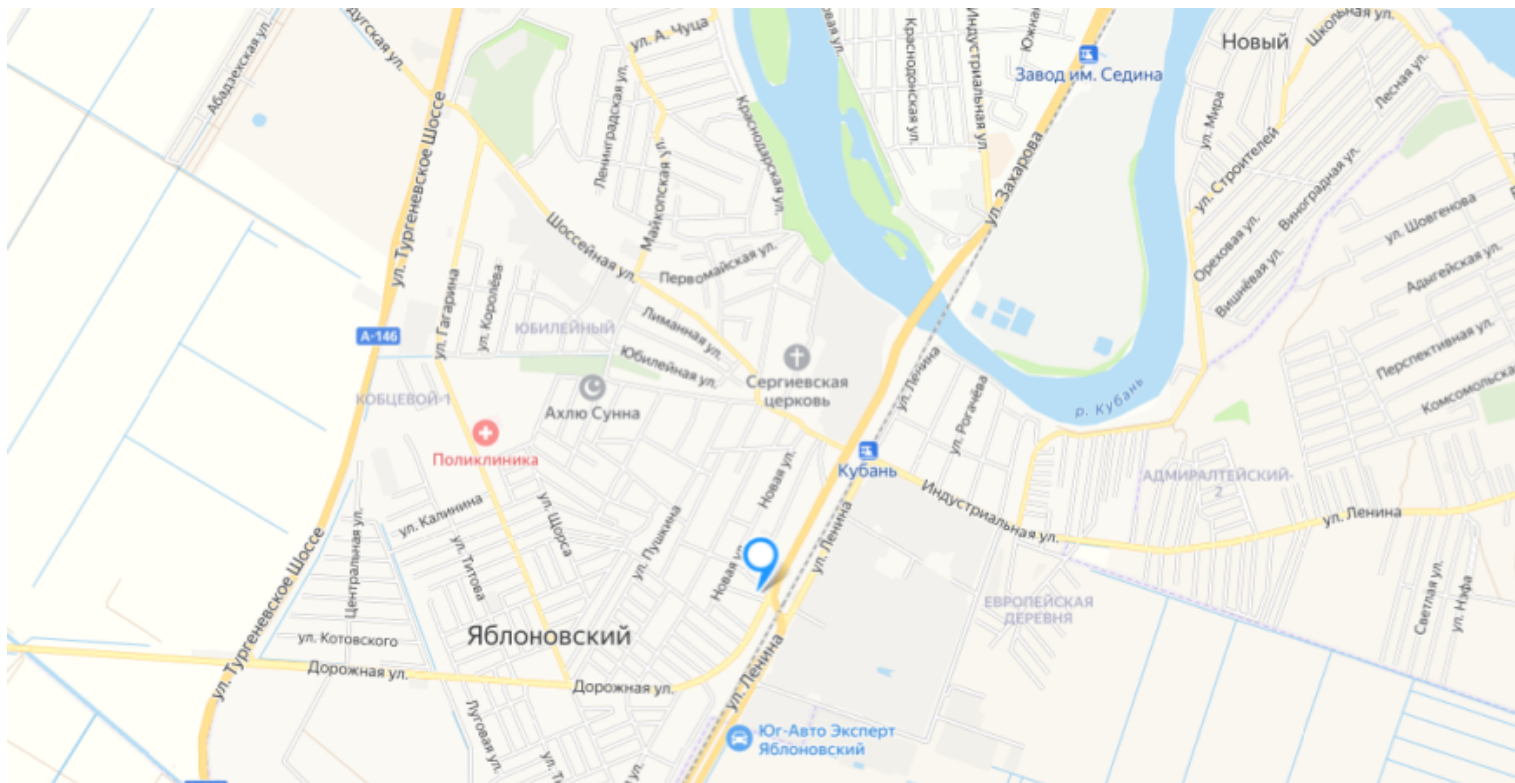 Абадзехская ул.
ул. А. Чуца
Краснодонская ул.
Индустриальная ул.
Завод им. Седина
Новый
Школьная ул.
Лесная ул.
ул. Мира
ул. Строителей
Виноградная ул.
Ореховая ул.
Вишнёвая ул.
ул. Шовгенова
Адыгейская ул.
Перспективная ул.
Комсомольская
ул. Тургеневское Шоссе
Ленинградская ул.
Майкопская ул.
Краснодарская ул.
ул. Захарова
Шоссейная ул.
Первомайская ул.
ул. Гагарина
ул. Королёва
А-146
ЮБИЛЕЙНЫЙ
Лиманная ул.
Юбилейная ул.
Сергиевская
церковь
ул. Ленина
ул. Рогачёва
р. Кубань
КОБЦЕВОЙ-1
Ахлю Сунна
Поликлиника
Кубань
Новая ул.
Индустриальная ул.
АДМИРАЛТЕЙСКИЙ-
2
ул. Ленина
ул. Калинина
ул. Щорса
ул. Пушкина
ул. Титова
Центральная ул.
ул. Тургеневское Шоссе
Новая ул.
ул. Ленина
ЕВРОПЕЙСКАЯ
ДЕРЕВНЯ
Светлая ул.
ул. Нэфа
ул. Котовского
Яблоновский
Дорожная ул.
Дорожная ул.
ул. Ленина
Луговая ул.
Юг-Авто Эксперт
Яблоновский